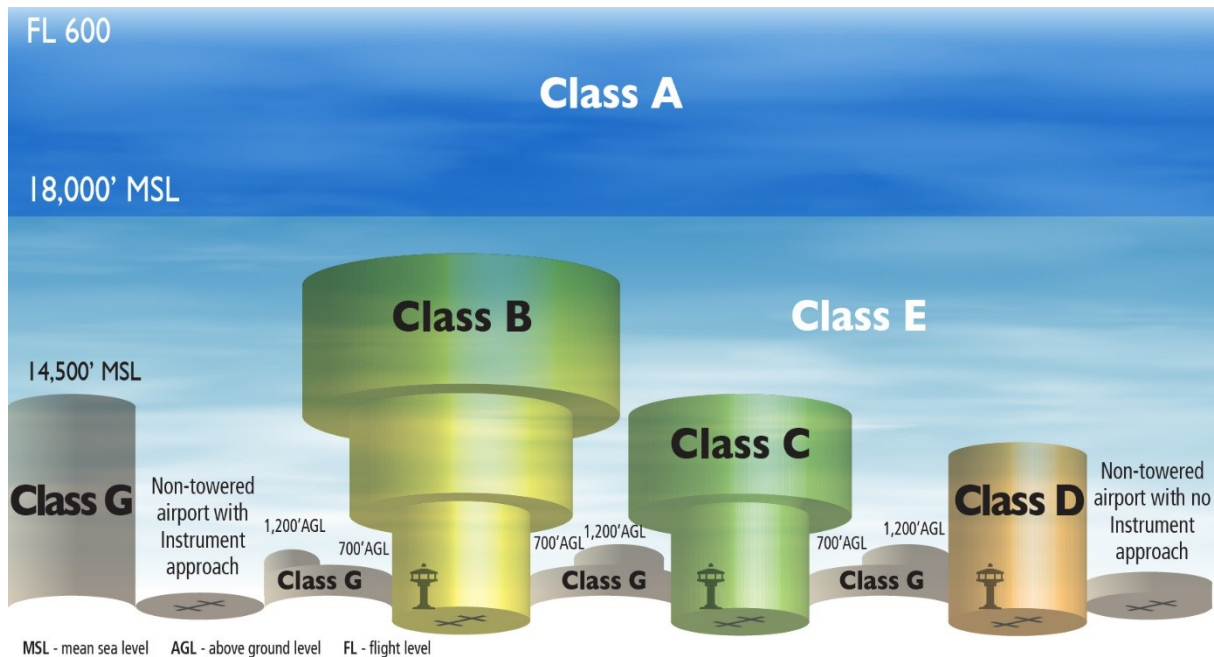 FL 600
Class A
18,000’ MSL
Class B
Class E
14,500’ MSL
Class C
Class G
Non-towered
airport with
Instrument
approach
1,200’AGL
700’AGL
Class G
700’AGL
1,200’AGL
Class G
700’AGL
1,200’AGL
Class G
Class D
Non-towered
airport with no
Instrument
approach
MSL - mean sea level AGL - above ground level FL - flight level